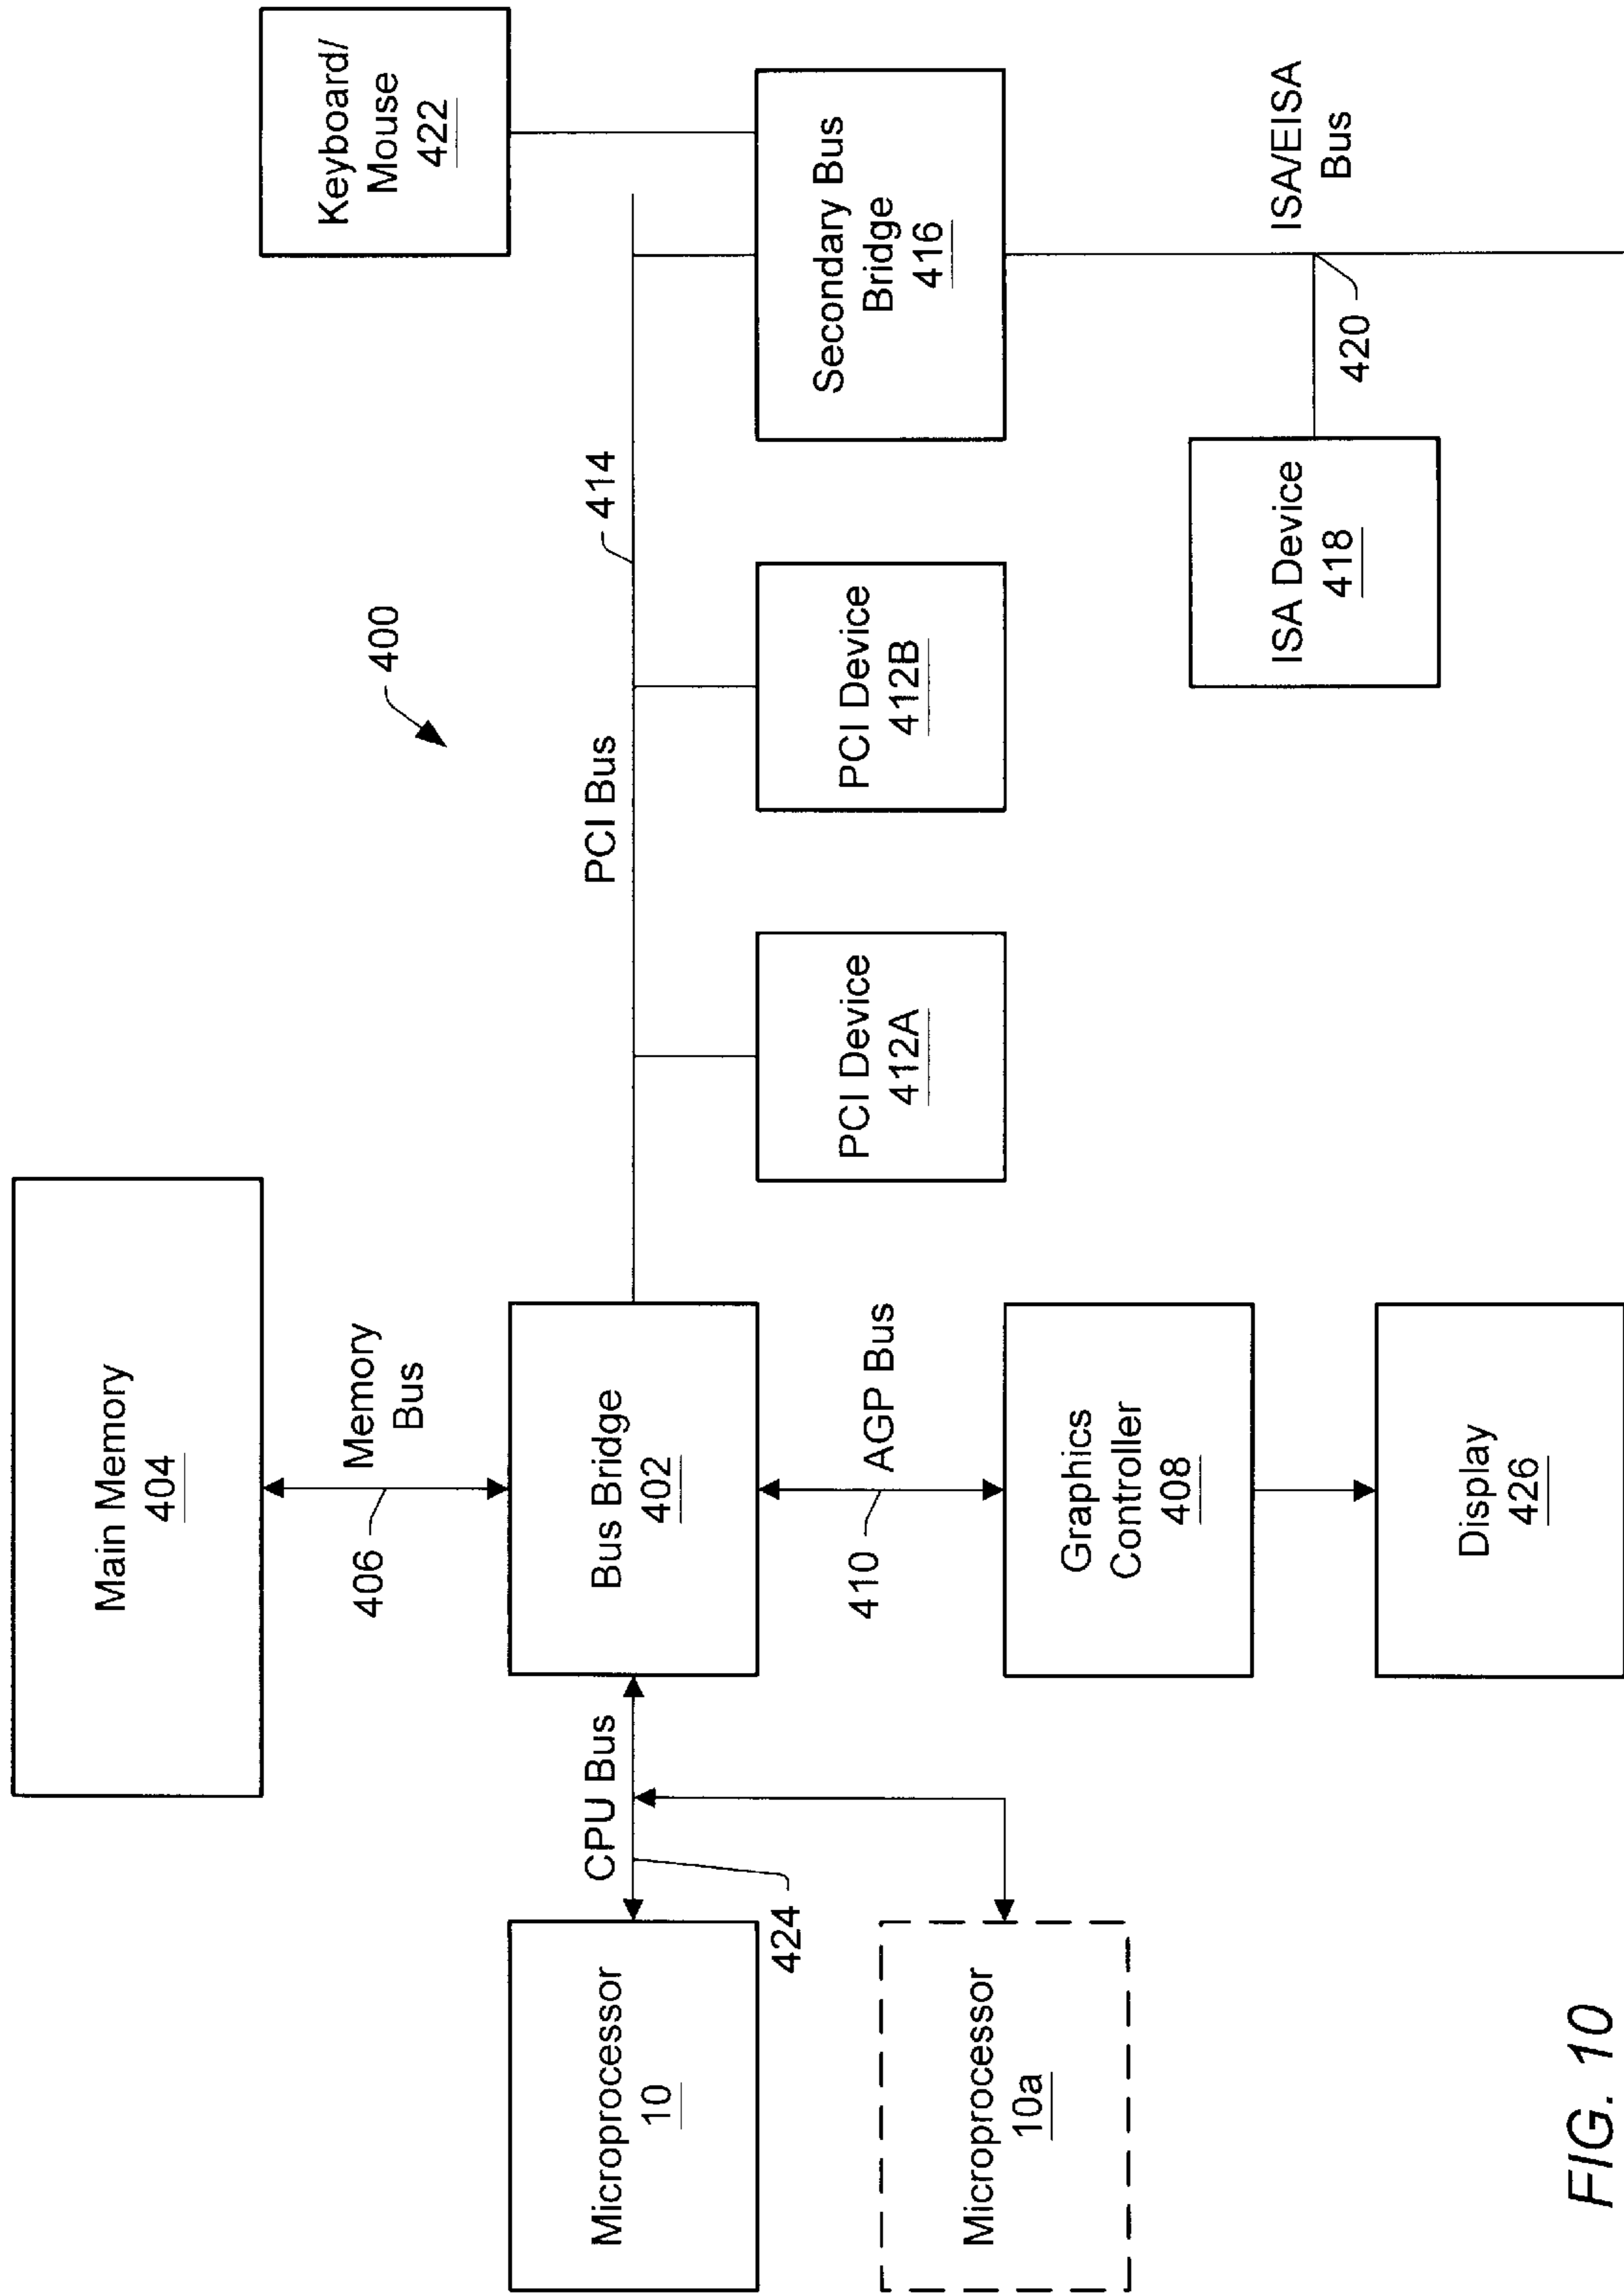 Main Memory
404
Keyboard/
Mouse
422
406
Memory
Bus
400
Microprocessor
10
CPU Bus
424
Bus Bridge
402
PCI Bus
414
410
AGP Bus
PCI Device
412A
PCI Device
412B
Secondary Bus
Bridge
416
Microprocessor
10a
Graphics
Controller
408
ISA Device
418
420
ISA/EISA
Bus
Display
426
FIG. 10